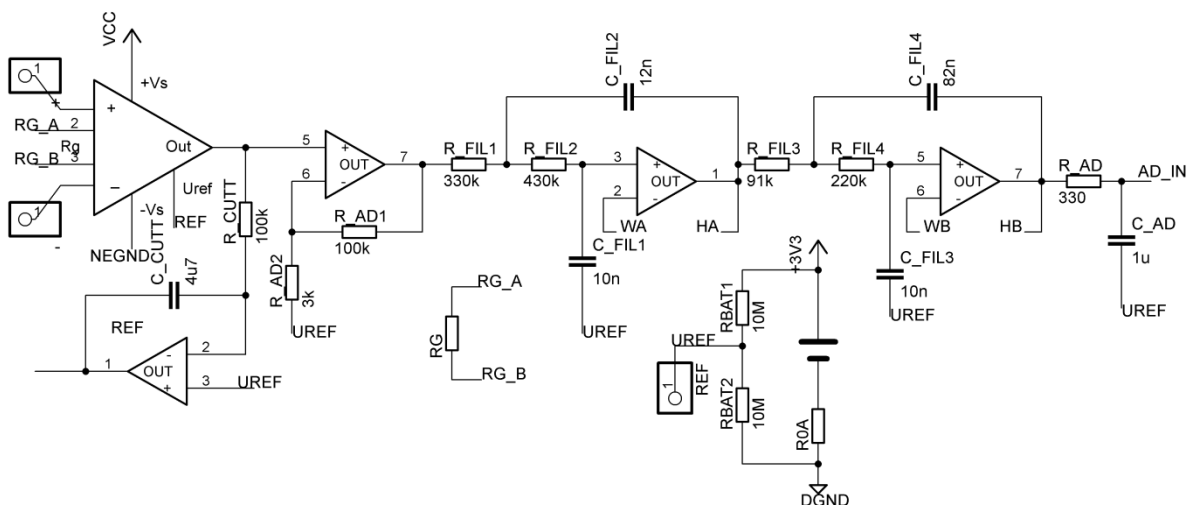 VCC
+Vs
1
+
+
RG_A
2
Rg
RG_B
3
Out
Uref
-Vs
REF
1
-
NEGND
C_CUTT
4u7
R_CUTT
100k
REF
1
OUT
-
2
+
3
UREF
5
+
OUT
7
6
-
R_AD1
100k
R_AD2
3k
UREF
R_FIL1
330k
R_FIL2
430k
C_FIL2
12n
3
+
OUT
1
2
-
WA
HA
C_FIL1
10n
UREF
RG_A
RG
RG_B
R_FIL3
91k
R_FIL4
220k
C_FIL4
82n
5
+
OUT
7
6
-
WB
HB
C_FIL3
10n
UREF
R_AD
330
AD_IN
C_AD
1u
UREF
+3V3
RBAT1
10M
UREF
1
REF
RBAT2
10M
R0A
DGND